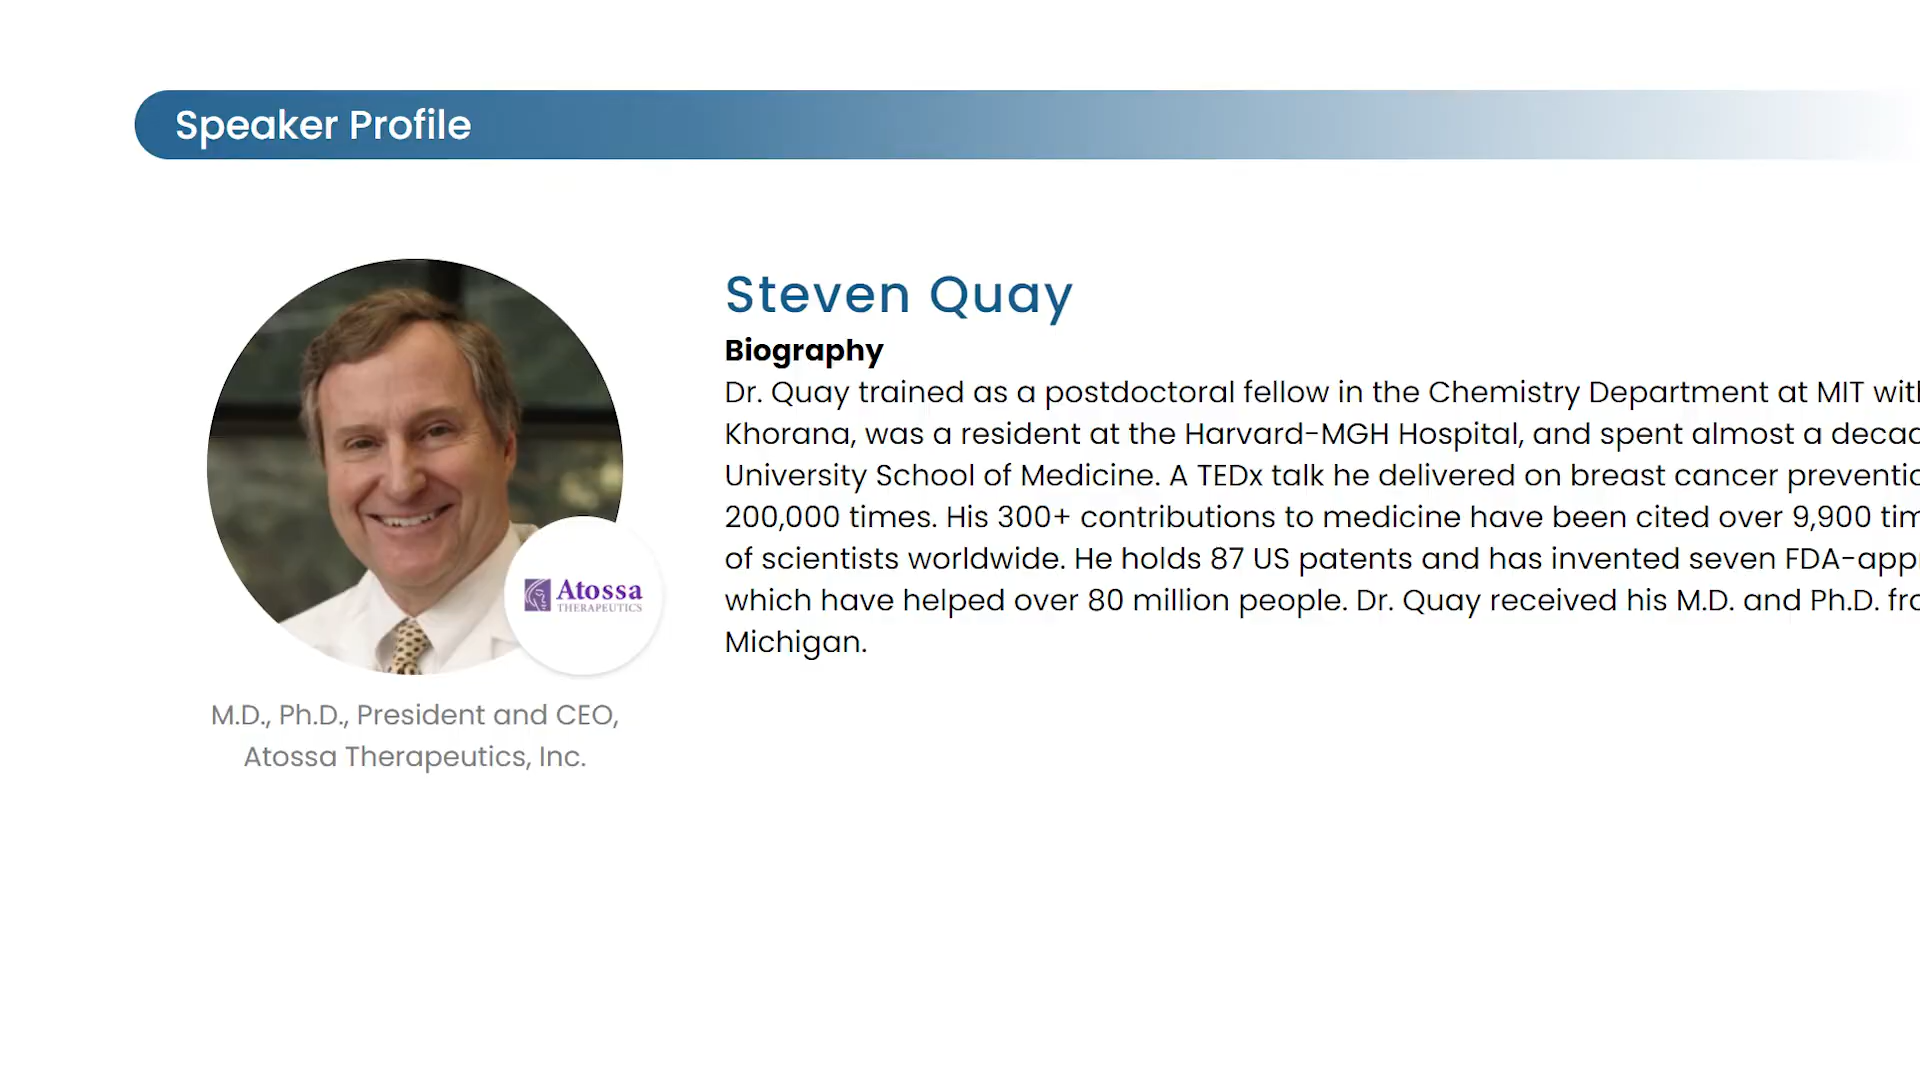 Speaker Profile
Steven Quay
Biography
Dr. Quay trained as a postdoctoral fellow in the Chemistry Department at MIT with
Khorana, was a resident at the Harvard-MGH Hospital, and spent almost a
University School of Medicine. A TEDx talk he delivered on breast cancer
200,000 times. His 300+ contributions to medicine have been cited over 9,900
of scientists worldwide. He holds 87 US patents and has invented seven
which have helped over 80 million people. Dr. Quay received his M.D. and Ph.D.
Michigan.
Atossa
THERAPEUTICS
M.D., Ph.D., President and CEO,
Atossa Therapeutics, Inc.